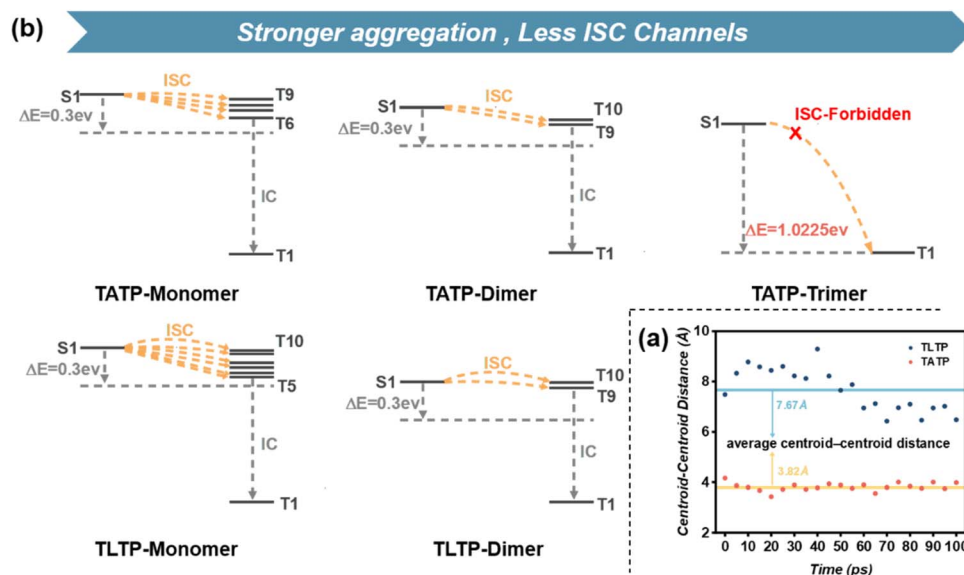 (b)
Stronger aggregation , Less ISC Channels
S1
ISC
T9
T6
ΔE=0.3ev
IC
T1
TATP-Monomer
S1
ISC
T10
T9
ΔE=0.3ev
IC
T1
TATP-Dimer
S1
ISC-Forbidden
ΔE=1.0225ev
T1
TATP-Trimer
S1
ISC
T10
T5
ΔE=0.3ev
IC
T1
TLTP-Monomer
S1
ISC
T10
T9
ΔE=0.3ev
IC
T1
TLTP-Dimer
(a)
Centroid-Centroid Distance (Å)
10
8
6
4
2
TLTP
TATP
7.67Å
average centroid–centroid distance
3.82Å
0 10 20 30 40 50 60 70 80 90 100
Time (ps)